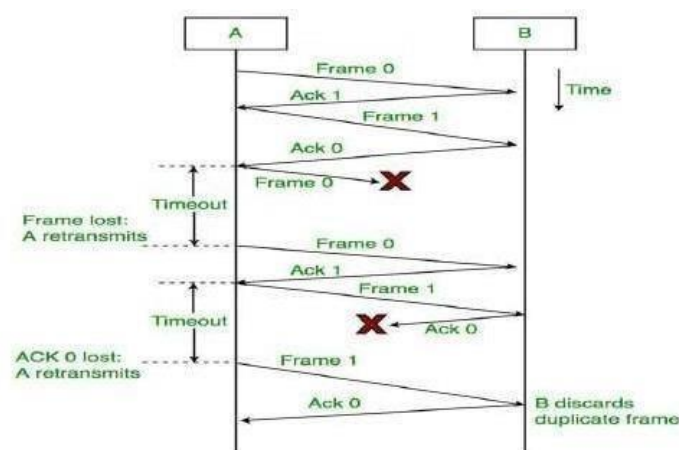 A
B
Frame 0
Ack 1
Time
Frame 1
Ack 0
Frame 0
Timeout
Frame lost:
A retransmits
Frame 0
Ack 1
Frame 1
Timeout
Ack 0
ACK 0 lost:
A retransmits
Frame 1
Ack 0
B discards
duplicate frame